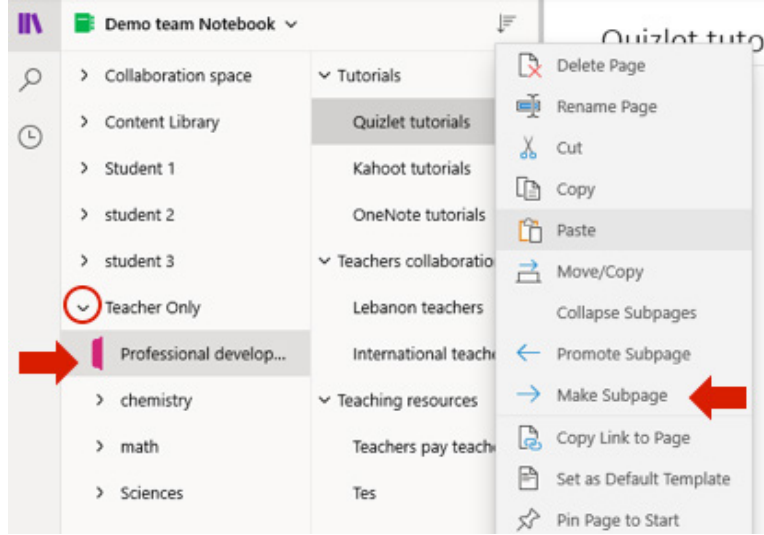 Demo team Notebook
Collaboration space
Content Library
Student 1
student 2
student 3
Teacher Only
Professional develop...
chemistry
math
Sciences
Tutorials
Quizlet tutorials
Kahoot tutorials
OneNote tutorials
Teachers collaboratio
Lebanon teachers
International teach
Teaching resources
Teachers pay teach
Tes
Quizlet tuto
Delete Page
Rename Page
Cut
Copy
Paste
Move/Copy
Collapse Subpages
Promote Subpage
Make Subpage
Copy Link to Page
Set as Default Template
Pin Page to Start